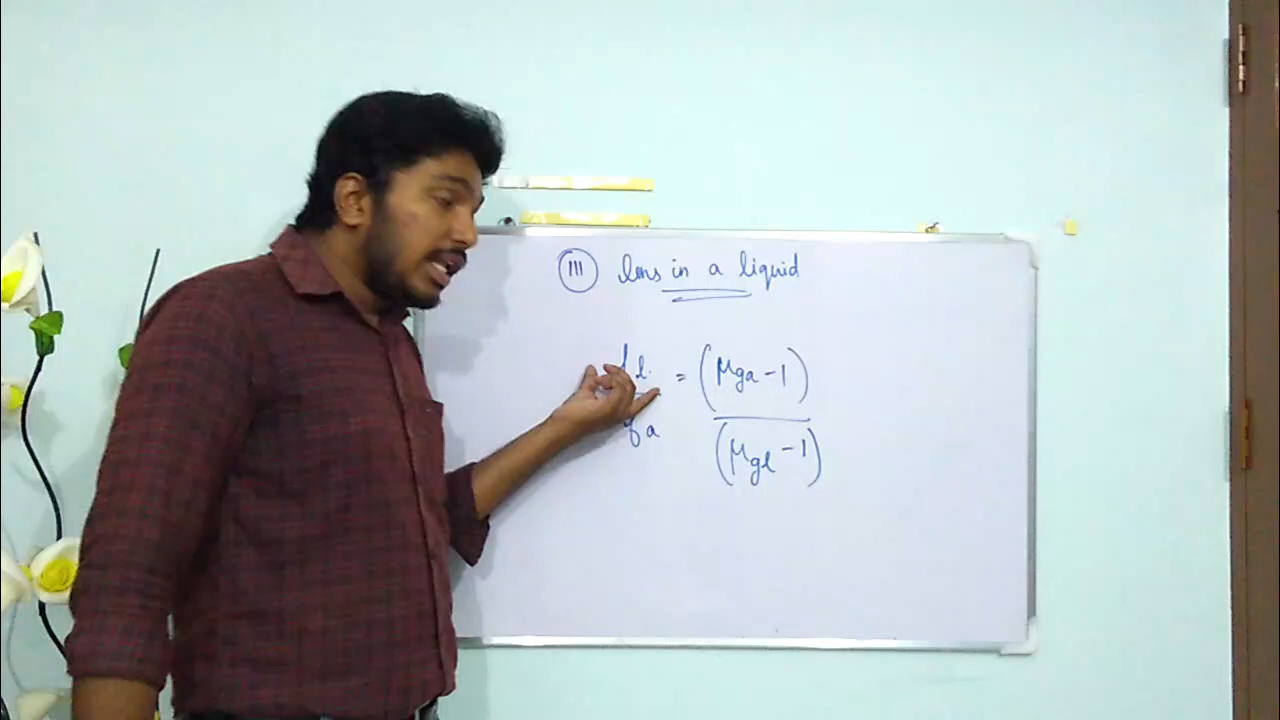 III lens in a liquid
fl = (μga - 1)
fa (μgl - 1)